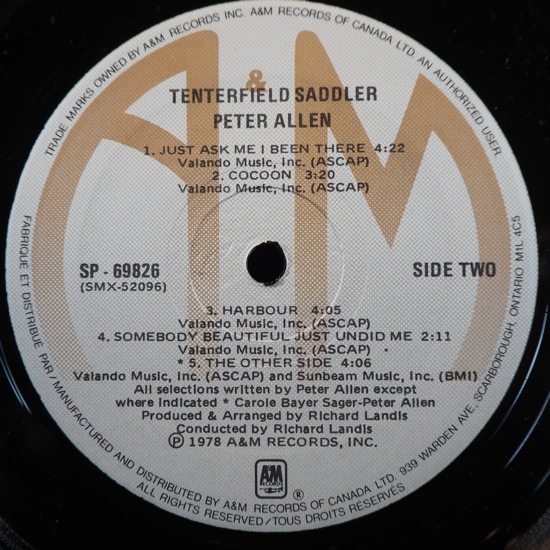 TRADE MARKS OWNED BY A&M RECORDS INC. A&M RECORDS OF CANADA LTD. AN AUTHORIZED USER
A&M
TENTERFIELD SADDLER
PETER ALLEN
1. JUST ASK ME I BEEN THERE 4:22
Valando Music, Inc. (ASCAP)
2. COCOON 3:20
Valando Music, Inc. (ASCAP)
SP - 69826
(SMX-52096)
SIDE TWO
3. HARBOUR 4:05
Valando Music, Inc. (ASCAP)
4. SOMEBODY BEAUTIFUL JUST UNDID ME 2:11
Valando Music, Inc. (ASCAP)
* 5. THE OTHER SIDE 4:06
Valando Music, Inc. (ASCAP) and Sunbeam Music, Inc. (BMI)
All selections written by Peter Allen except
where indicated * Carole Bayer Sager-Peter Allen
Produced & Arranged by Richard Landis
Conducted by Richard Landis
Ⓟ 1978 A&M RECORDS, INC.
A&M
RECORDS
®
FABRIQUÉ ET DISTRIBUÉ PAR/MANUFACTURED AND DISTRIBUTED BY A&M RECORDS OF CANADA LTD. 939 WARDEN AVE. SCARBOROUGH, ONTARIO M1L 4C5
ALL RIGHTS RESERVED/TOUS DROITS RÉSERVÉS